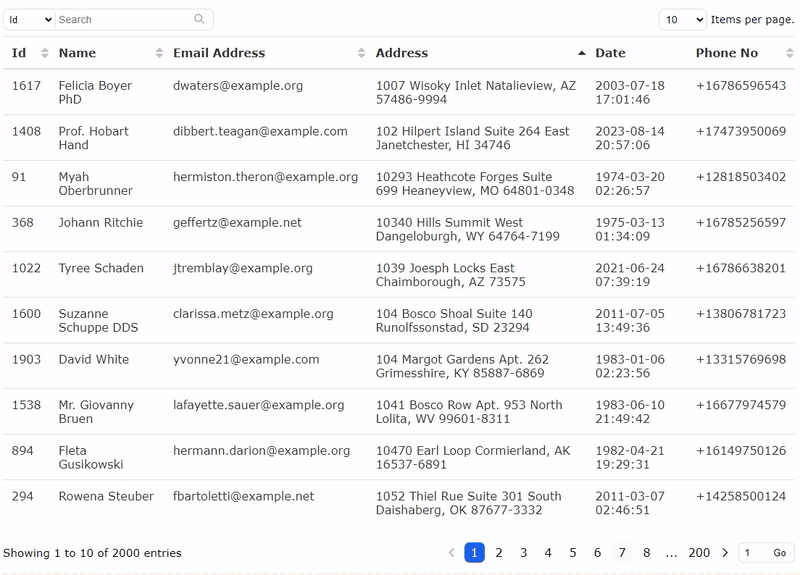 Id Search 10 Items per page.
Id Name Email Address Address Date Phone No
1617 Felicia Boyer dwaters@example.org 1007 Wisoky Inlet Natalieview, AZ 2003-07-18 +16786596543
PhD 57486-9994 17:01:46
1408 Prof. Hobart dibbert.teagan@example.com 102 Hilpert Island Suite 264 East 2023-08-14 +17473950069
Hand Janetchester, HI 34746 20:57:06
91 Myah hermiston.theron@example.org 10293 Heathcote Forges Suite 1974-03-20 +12818503402
Oberbrunner 699 Heaneyview, MO 64801-0348 02:26:57
368 Johann Ritchie geffertz@example.net 10340 Hills Summit West 1975-03-13 +16785256597
Dangeloburgh, WY 64764-7199 01:34:09
1022 Tyree Schaden jtremblay@example.org 1039 Joesph Locks East 2021-06-24 +16786638201
Chaimborough, AZ 73575 07:39:19
1600 Suzanne clarissa.metz@example.org 104 Bosco Shoal Suite 140 2011-07-05 +13806781723
Schuppe DDS Runolfssonstad, SD 23294 13:49:36
1903 David White yvonne21@example.com 104 Margot Gardens Apt. 262 1983-01-06 +13315769698
Grimesshire, KY 85887-6869 02:23:56
1538 Mr. Giovanny lafayette.sauer@example.org 1041 Bosco Row Apt. 953 North 1983-06-10 +16677974579
Bruen Lolita, WV 99601-8311 21:49:42
894 Fleta hermann.darion@example.org 10470 Earl Loop Cormierland, AK 1982-04-21 +16149750126
Gusikowski 16537-6891 19:29:31
294 Rowena Steuber fbartoletti@example.net 1052 Thiel Rue Suite 301 South 2011-03-07 +14258500124
Daishaberg, OK 87677-3332 02:46:51
Showing 1 to 10 of 2000 entries 1 2 3 4 5 6 7 8 ... 200 1 Go